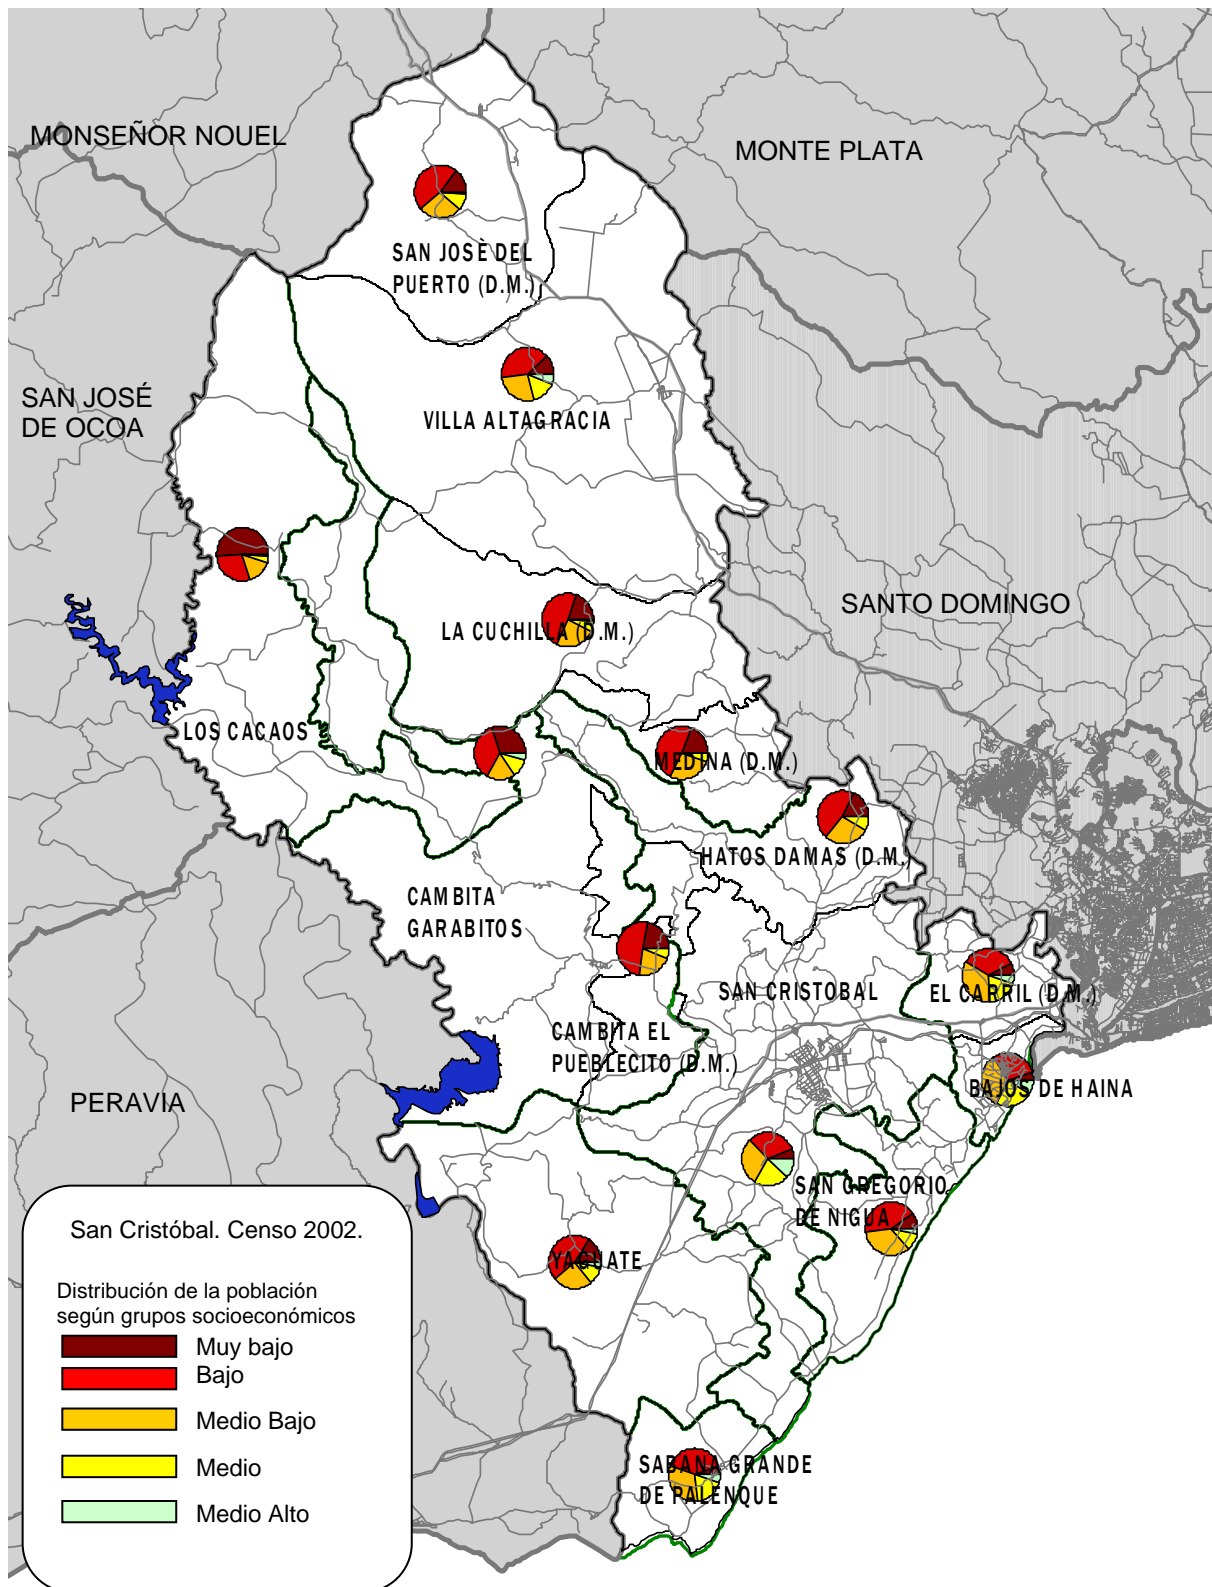 MONSEÑOR NOUEL
MONTE PLATA
SAN JOSÈ DEL
PUERTO (D.M.)
SAN JOSÉ
DE OCOA
VILLA ALTAGRACIA
SANTO DOMINGO
LA CUCHILLA (D.M.)
LOS CACAOS
MEDINA (D.M.)
HATOS DAMAS (D.M.)
CAMBITA
GARABITOS
SAN CRISTOBAL
EL CARRIL (D.M.)
CAMBITA EL
PUEBLECITO (D.M.)
BAJOS DE HAINA
PERAVIA
SAN GREGORIO
DE NIGUA
YAGUATE
SABANA GRANDE
DE PALENQUE
San Cristóbal. Censo 2002.
Distribución de la población
según grupos socioeconómicos
Muy bajo
Bajo
Medio Bajo
Medio
Medio Alto